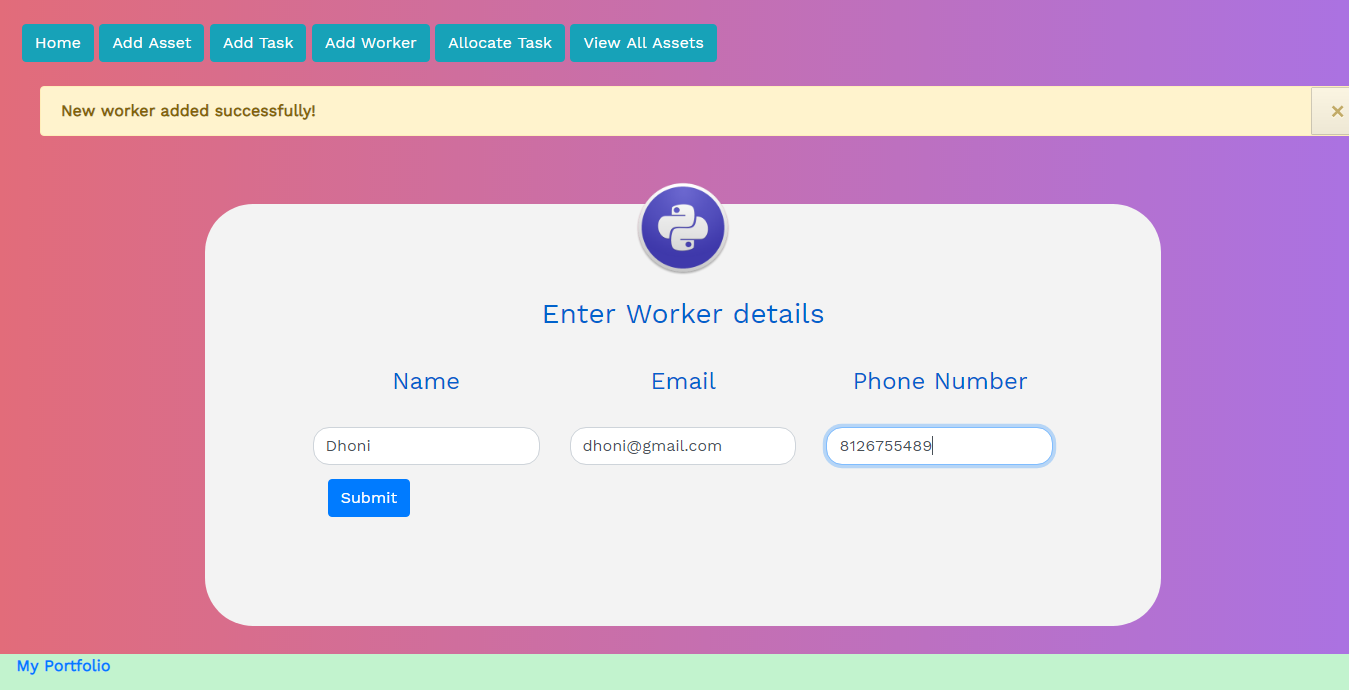 Home Add Asset Add Task Add Worker Allocate Task View All Assets
New worker added successfully! ×
Enter Worker details
Name Email Phone Number
Dhoni dhoni@gmail.com 8126755489
Submit
My Portfolio